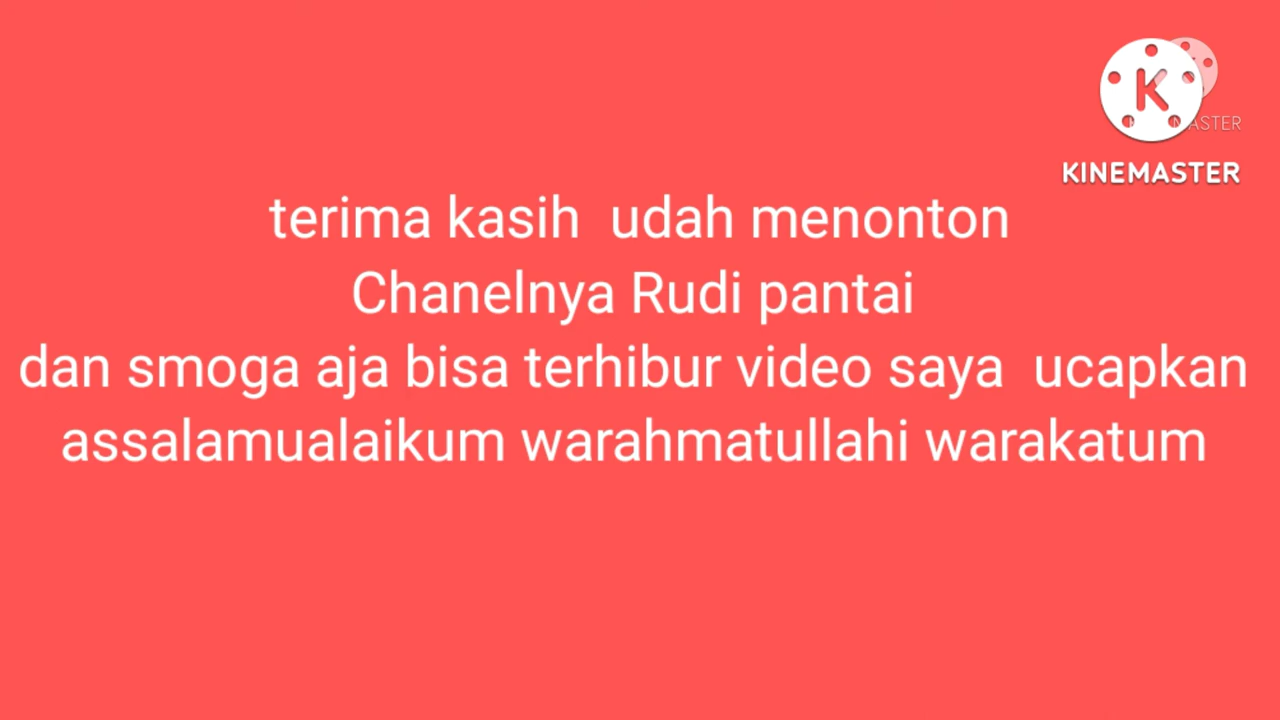 KINEMASTER
terima kasih  udah menonton
Chanelnya Rudi pantai
dan smoga aja bisa terhibur video saya  ucapkan
assalamualaikum warahmatullahi warakatum